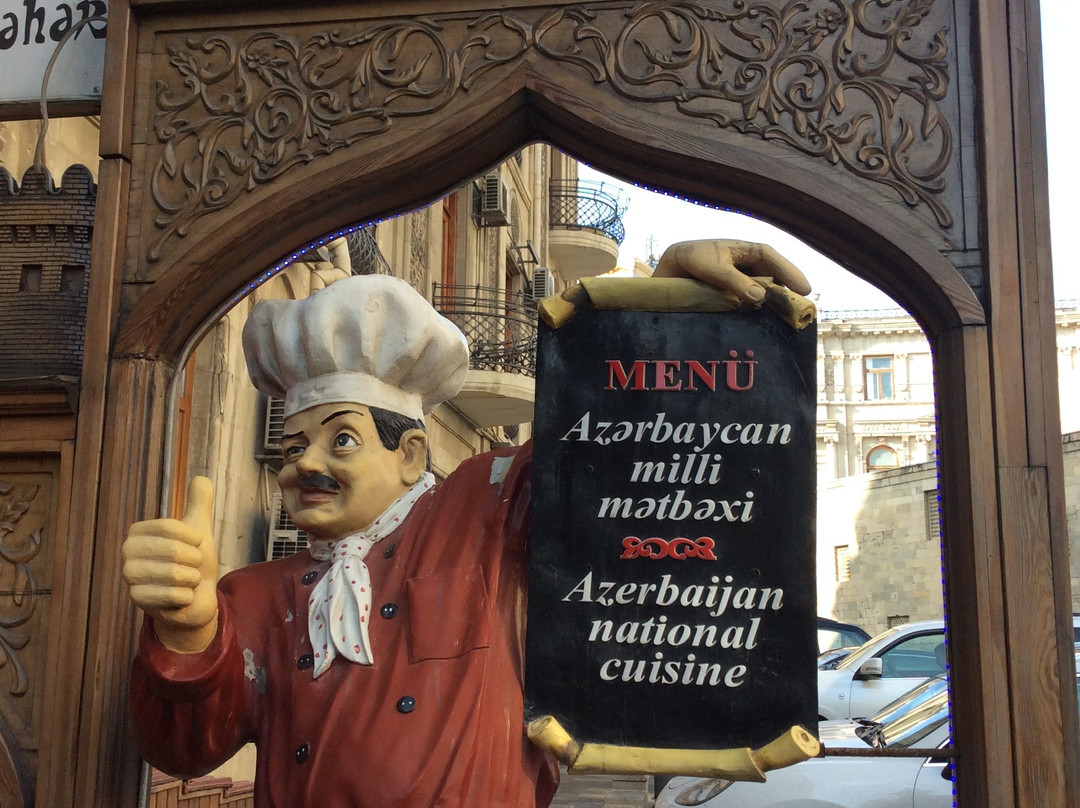 MENÜ
Azərbaycan
milli
mətbəxi
Azerbaijan
national
cuisine